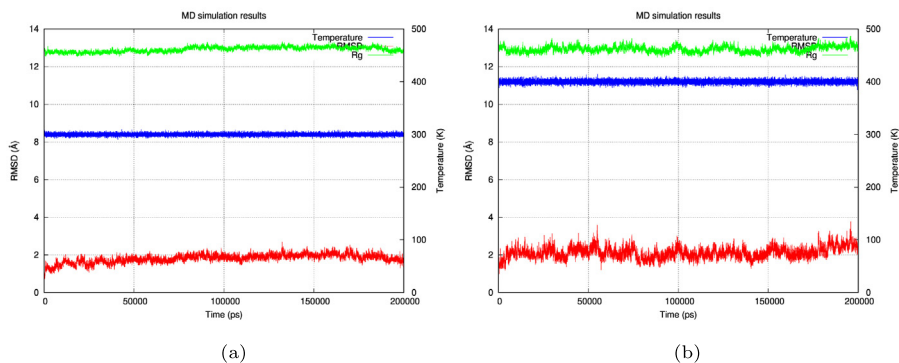 MD simulation results
14
12
10
8
6
4
2
0
500
400
300
200
100
0
0
50000
100000
150000
200000
RMSD (Å)
Temperature (K)
Time (ps)
Temperature
RMSD
Rg
(a)
MD simulation results
14
12
10
8
6
4
2
0
500
400
300
200
100
0
0
50000
100000
150000
200000
RMSD (Å)
Temperature (K)
Time (ps)
Temperature
RMSD
Rg
(b)